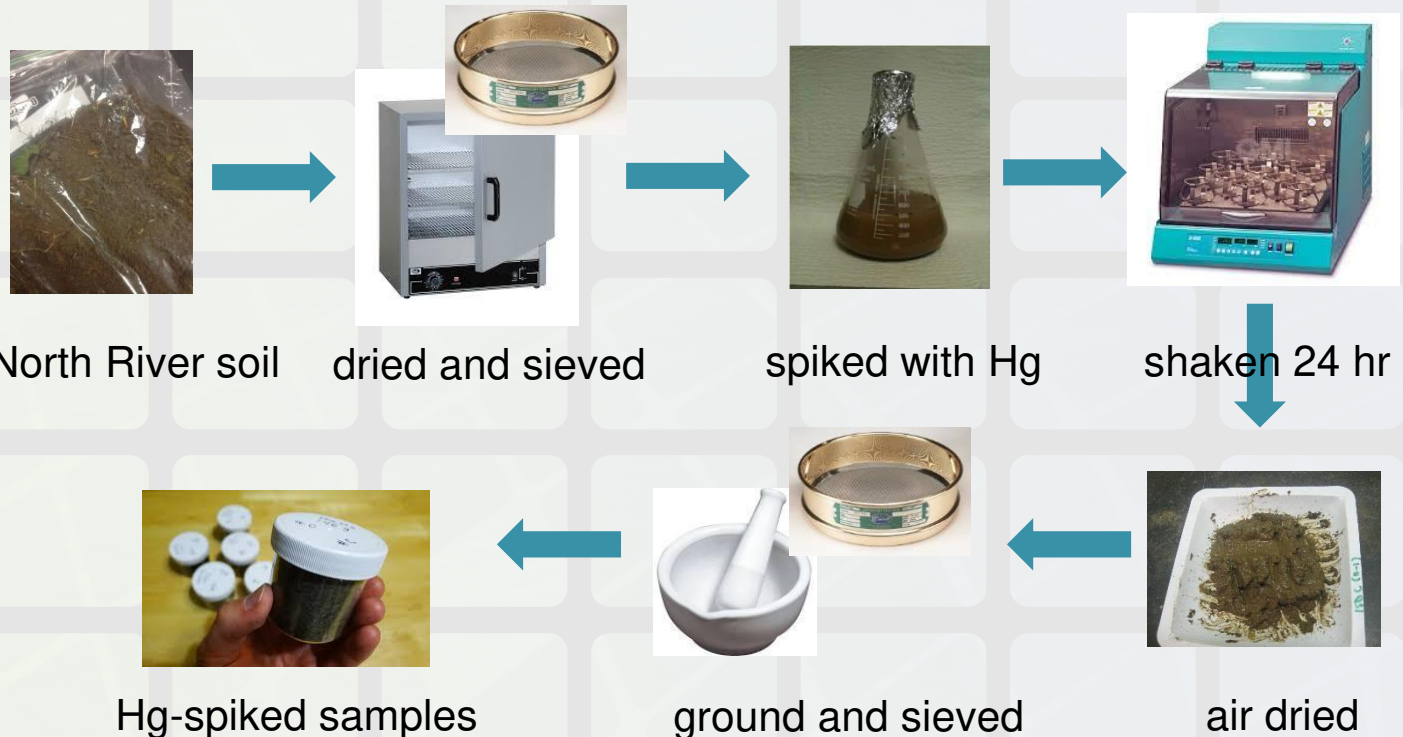 North River soil
dried and sieved
spiked with Hg
shaken 24 hr
Hg-spiked samples
ground and sieved
air dried